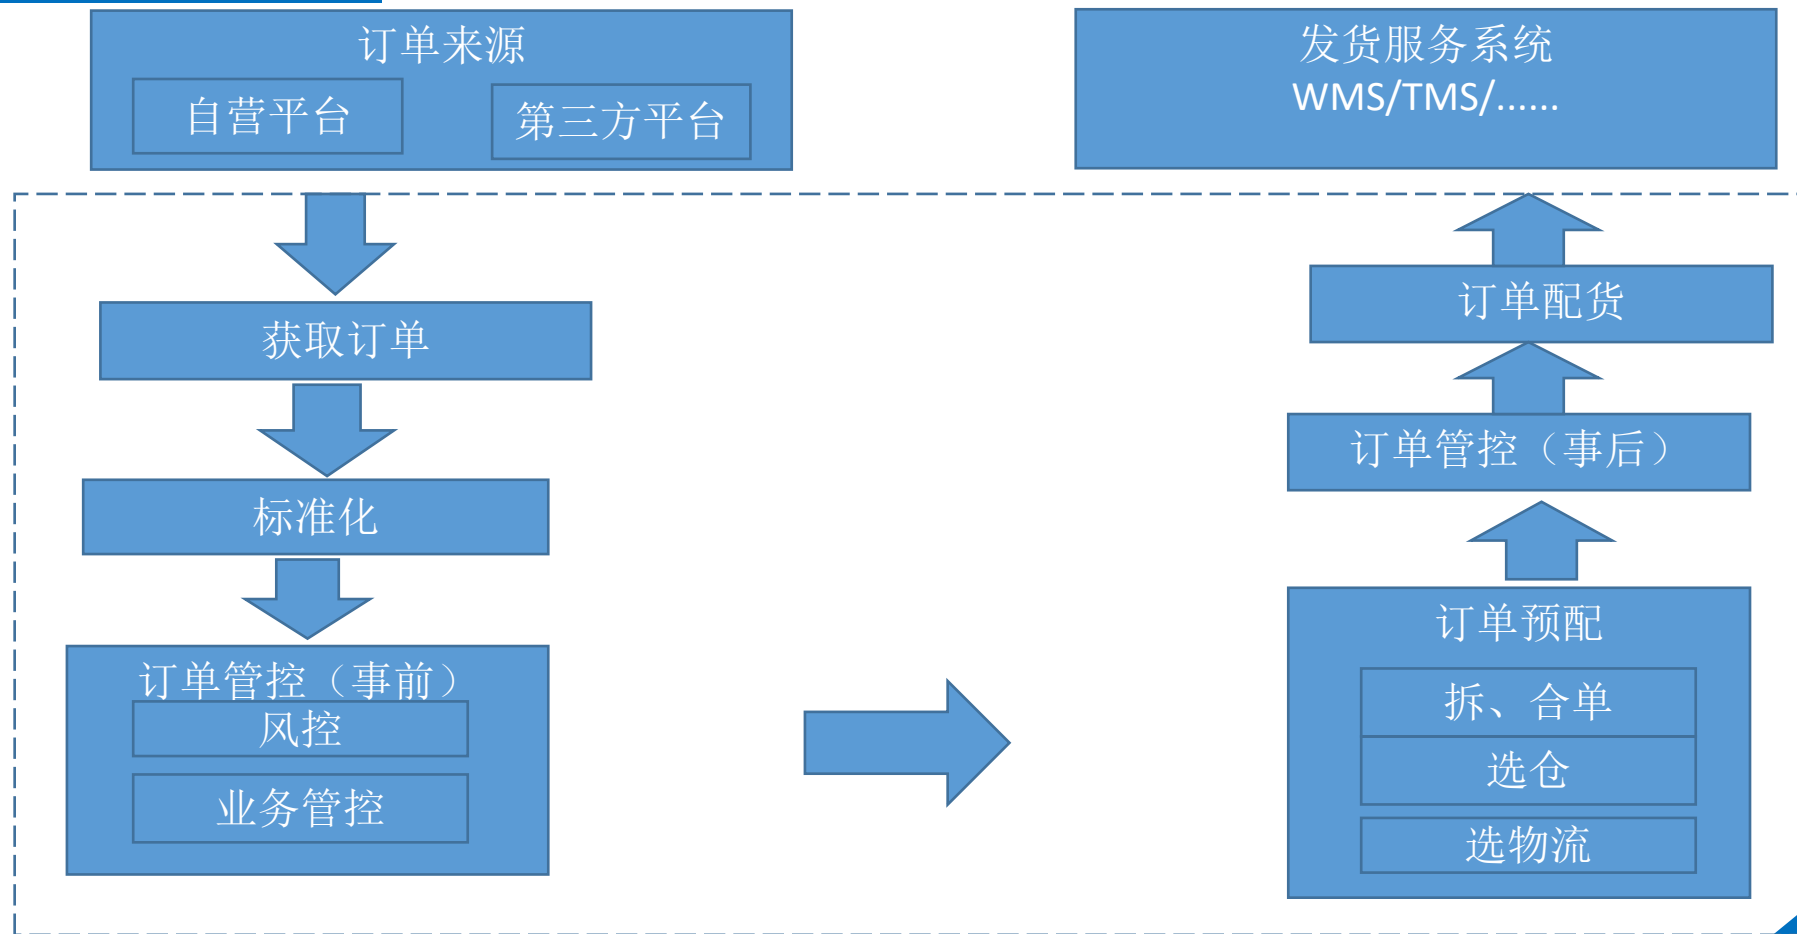 订单来源
自营平台
第三方平台
获取订单
标准化
订单管控（事前）
风控
业务管控
发货服务系统
WMS/TMS/......
订单配货
订单管控（事后）
订单预配
拆、合单
选仓
选物流